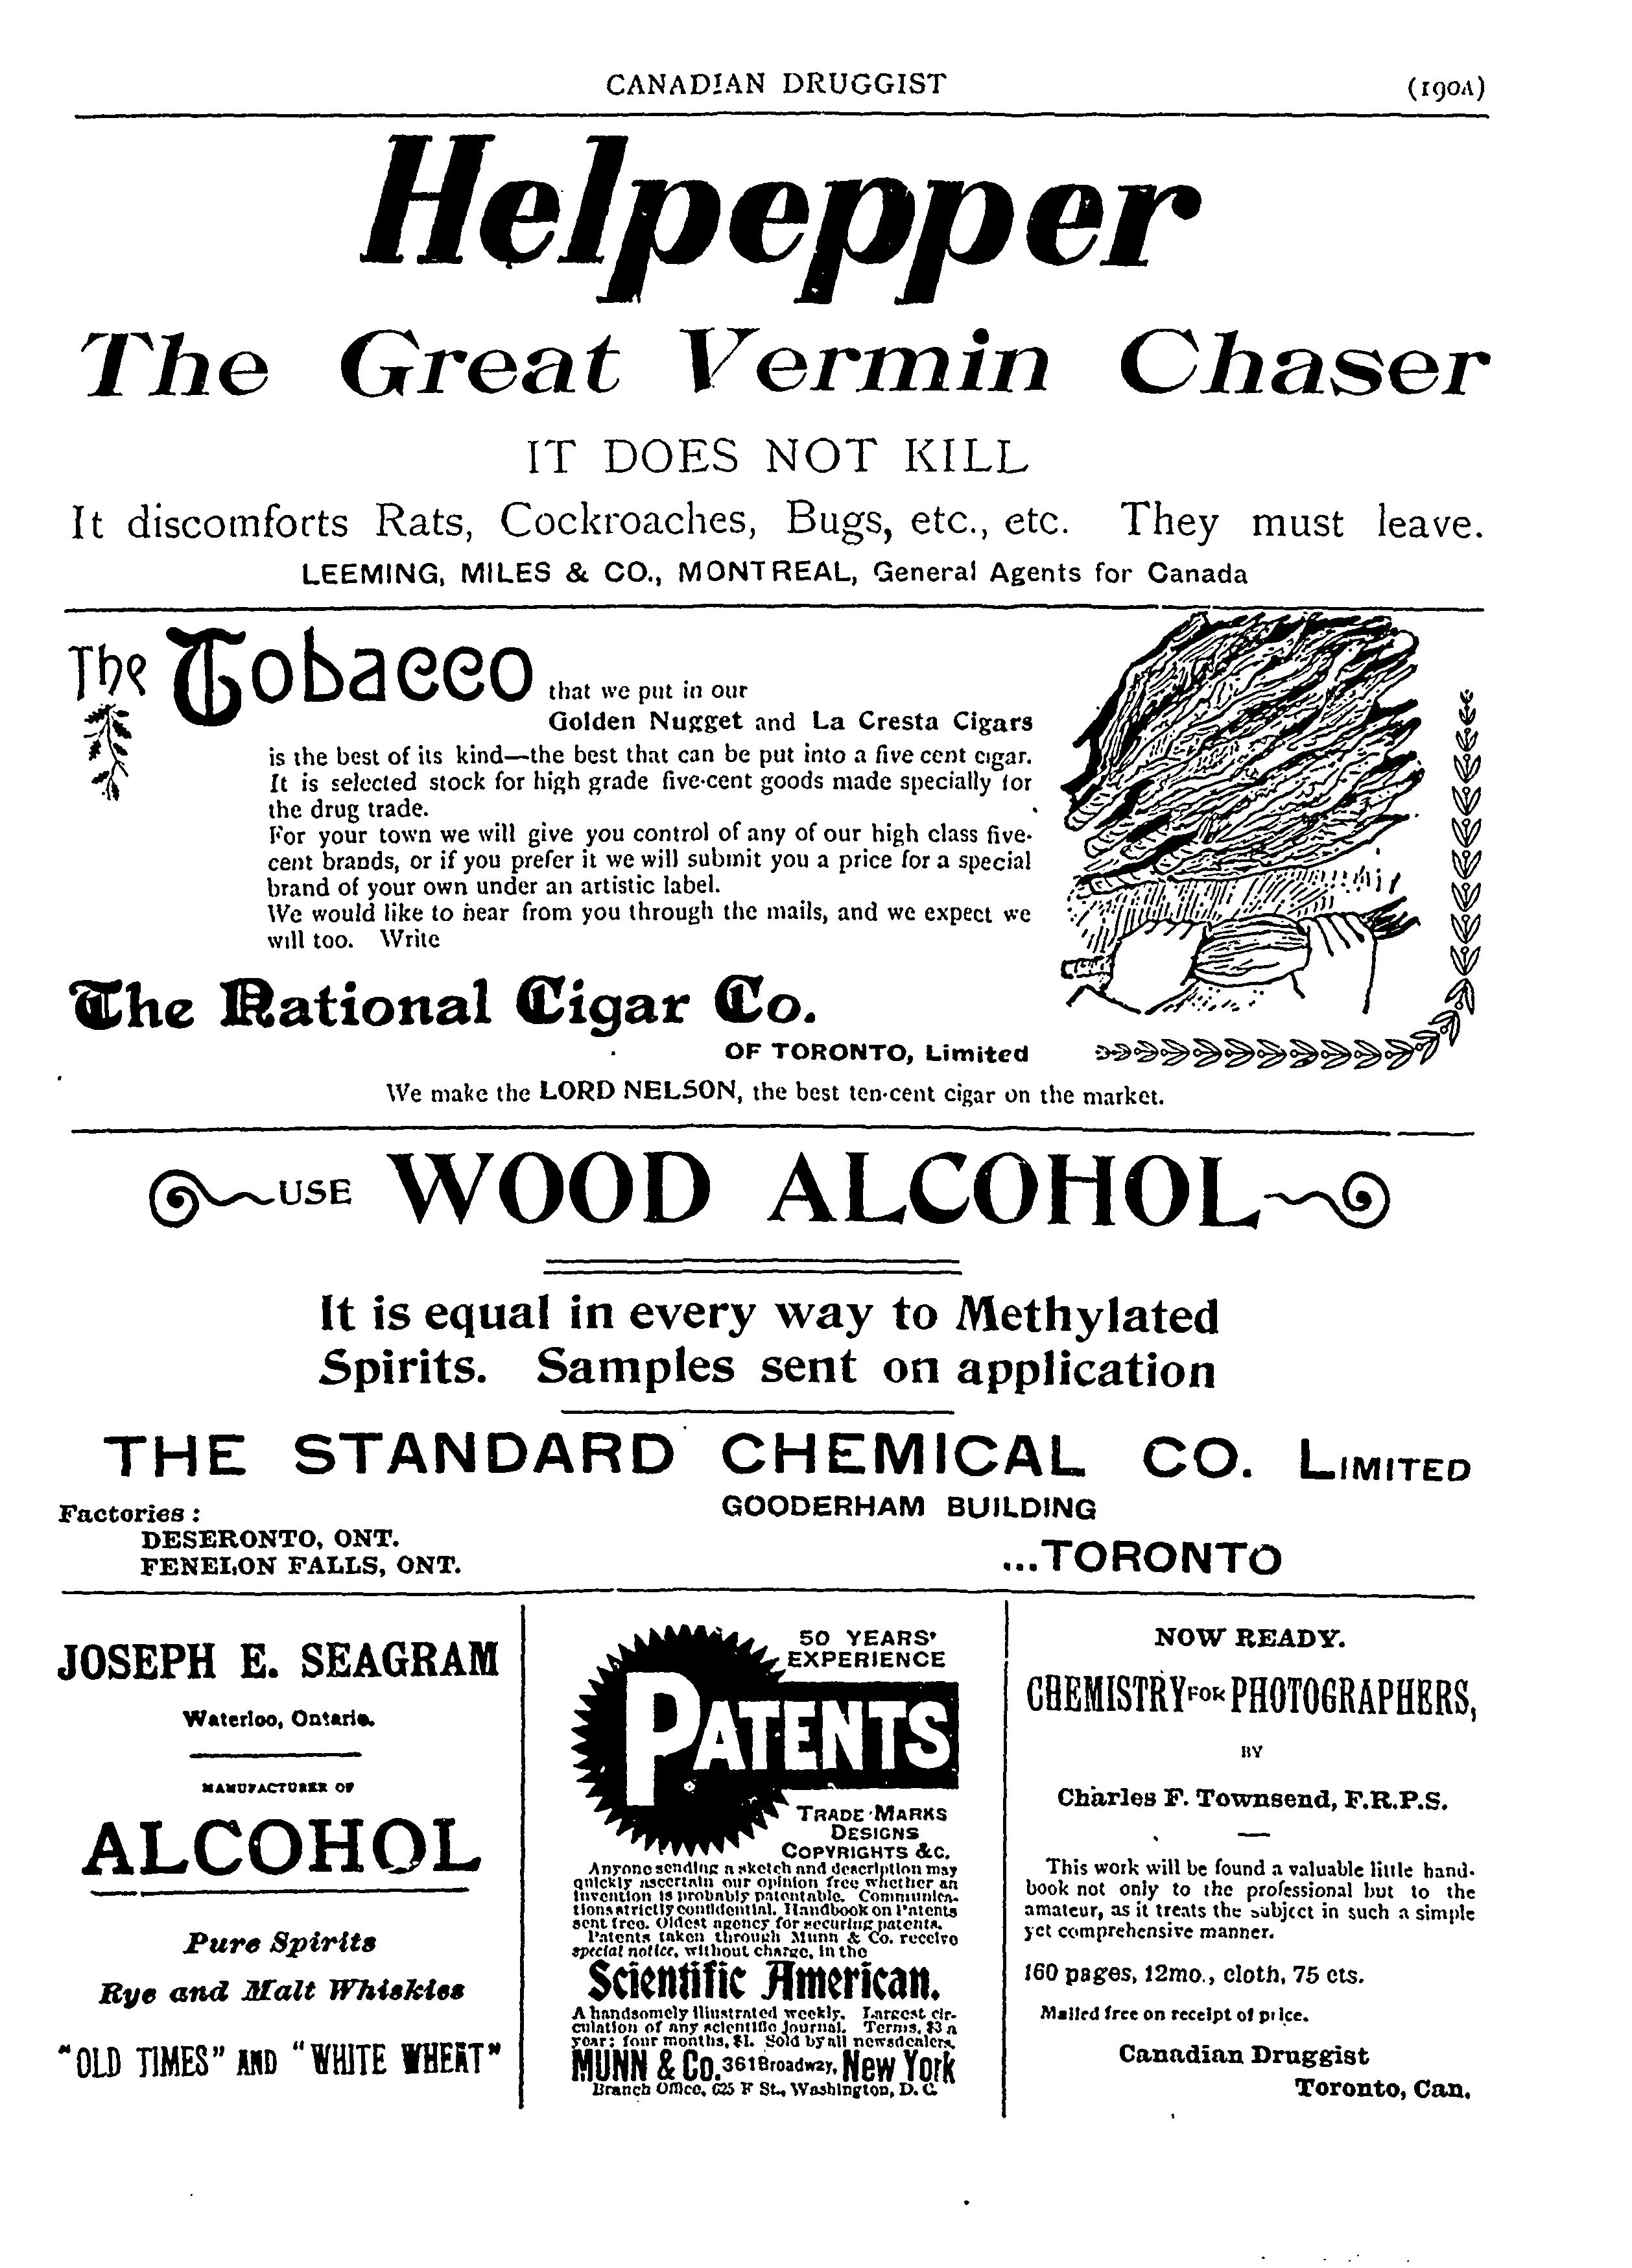 CANADIAN DRUGGIST (190A)
Helpepper
The Great Vermin Chaser
IT DOES NOT KILL
It discomforts Rats, Cockroaches, Bugs, etc., etc. They must leave.
LEEMING, MILES & CO., MONTREAL, General Agents for Canada
The Tobacco that we put in our
Golden Nugget and La Cresta Cigars
is the best of its kind—the best that can be put into a five cent cigar.
It is selected stock for high grade five-cent goods made specially for
the drug trade.
For your town we will give you control of any of our high class five-
cent brands, or if you prefer it we will submit you a price for a special
brand of your own under an artistic label.
We would like to hear from you through the mails, and we expect we
will too. Write
The National Cigar Co.
OF TORONTO, Limited
We make the LORD NELSON, the best ten-cent cigar on the market.
USE WOOD ALCOHOL
It is equal in every way to Methylated
Spirits. Samples sent on application
THE STANDARD CHEMICAL CO. LIMITED
GOODERHAM BUILDING
...TORONTO
Factories:
DESERONTO, ONT.
FENELON FALLS, ONT.
JOSEPH E. SEAGRAM
Waterloo, Ontario.
MANUFACTURER OF
ALCOHOL
Pure Spirits
Rye and Malt Whiskies
"OLD TIMES" AND "WHITE WHEAT"
50 YEARS'
EXPERIENCE
PATENTS
TRADE MARKS
DESIGNS
COPYRIGHTS &C.
Anyone sending a sketch and description may
quickly ascertain our opinion free whether an
invention is probably patentable. Communica-
tions strictly confidential. Handbook on Patents
sent free. Oldest agency for securing patents.
Patents taken through Munn & Co. receive
special notice, without charge, in the
Scientific American.
A handsomely illustrated weekly. Largest cir-
culation of any scientific journal. Terms, $3 a
year; four months, $1. Sold by all newsdealers.
MUNN & Co. 361 Broadway, New York
Branch Office, 625 F St., Washington, D. C.
NOW READY.
CHEMISTRY FOR PHOTOGRAPHERS,
BY
Charles F. Townsend, F.R.P.S.
This work will be found a valuable little hand-
book not only to the professional but to the
amateur, as it treats the subject in such a simple
yet comprehensive manner.
160 pages, 12mo., cloth, 75 cts.
Mailed free on receipt of price.
Canadian Druggist
Toronto, Can.